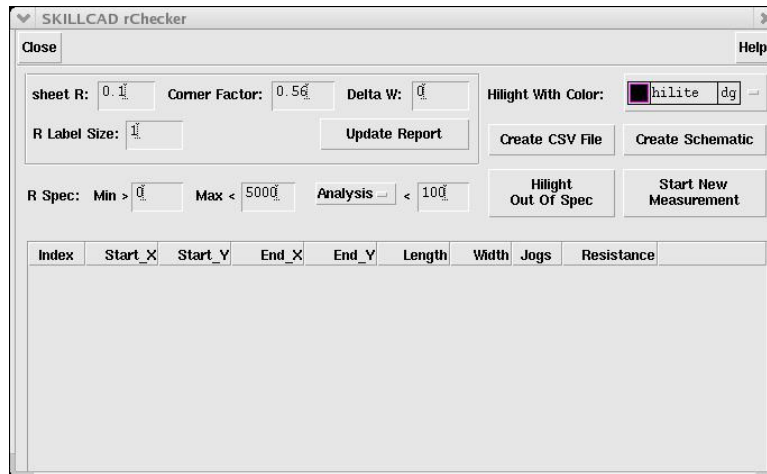 SKILLCAD rChecker
Close Help
sheet R: 0.1 Corner Factor: 0.56 Delta W: 0 Hilight With Color: hilite dg
R Label Size: 1 Update Report Create CSV File Create Schematic
R Spec: Min > 0 Max < 5000 Analysis < 100 Hilight Out Of Spec Start New Measurement
Index Start_X Start_Y End_X End_Y Length Width Jogs Resistance